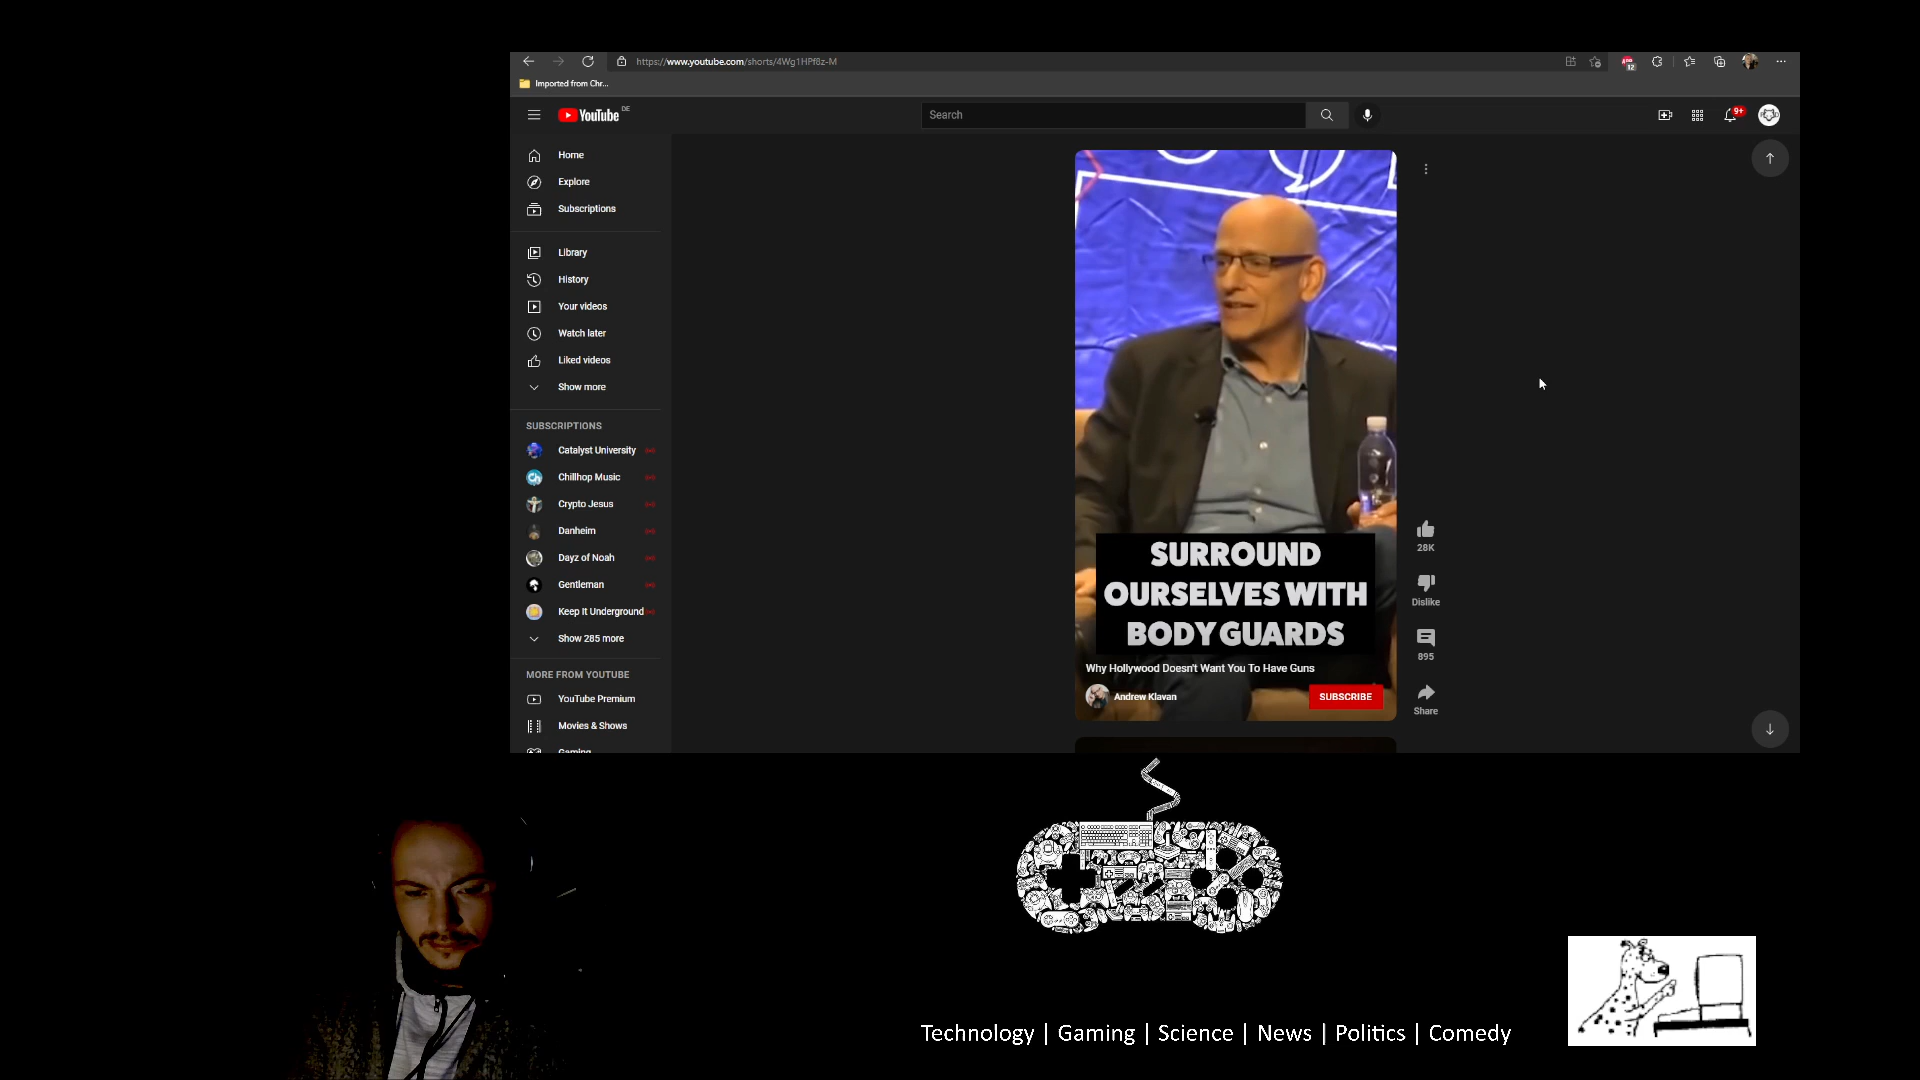 https://www.youtube.com/shorts/4Wg1HPf8z-M
12
Imported from Chr...
YouTube DE
Search
9+
Home
Explore
Subscriptions
Library
History
Your videos
Watch later
Liked videos
Show more
SUBSCRIPTIONS
Catalyst University
Chillhop Music
Crypto Jesus
Danheim
Dayz of Noah
Gentleman
Keep It Underground
Show 285 more
MORE FROM YOUTUBE
YouTube Premium
Movies & Shows
Gaming
SURROUND
OURSELVES WITH
BODY GUARDS
Why Hollywood Doesn't Want You To Have Guns
Andrew Klavan
SUBSCRIBE
28K
Dislike
895
Share
Technology | Gaming | Science | News | Politics | Comedy